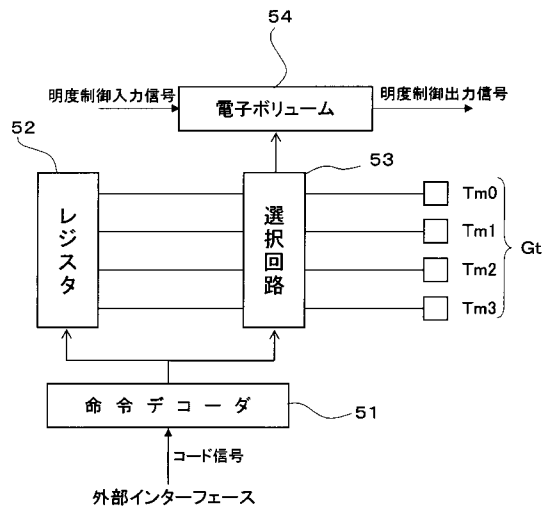 54
明度制御入力信号
電子ボリューム
明度制御出力信号
52
53
レジスタ
選択回路
Tm0
Tm1
Tm2
Tm3
Gt
命令デコーダ
51
コード信号
外部インターフェース